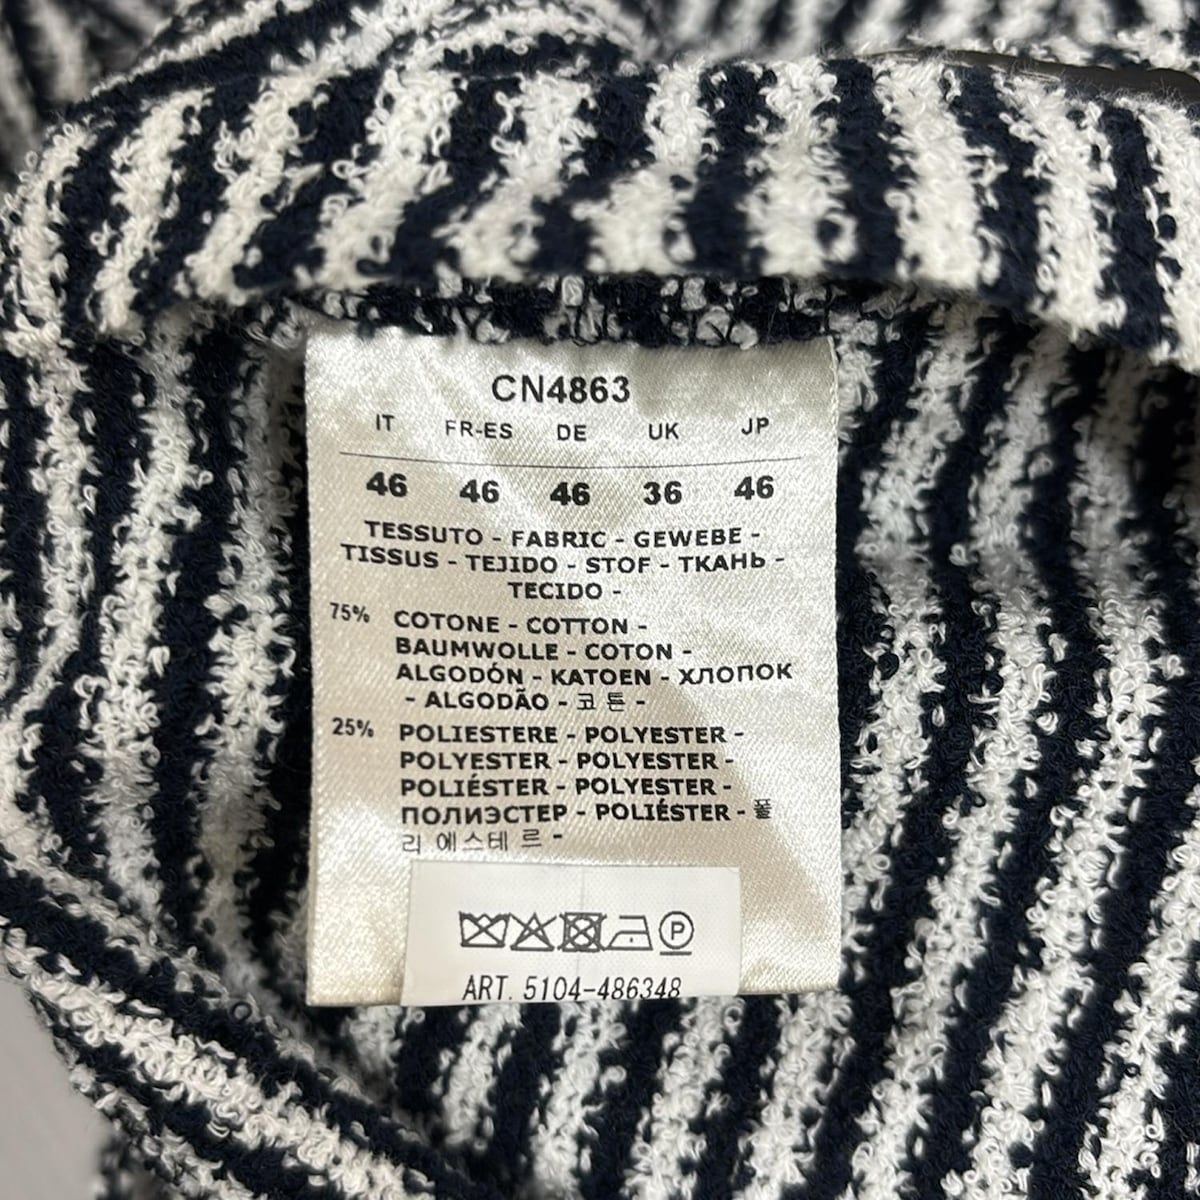 CN4863
IT FR-ES DE UK JP
46 46 46 36 46
TESSUTO - FABRIC - GEWEBE -
TISSUS - TEJIDO - STOF - ТКАНЬ -
TECIDO -
75% COTONE - COTTON -
BAUMWOLLE - COTON -
ALGODÓN - KATOEN - ХЛОПОК
- ALGODÃO - 코 튼 -
25% POLIESTERE - POLYESTER -
POLYESTER - POLYESTER -
POLIÉSTER - POLYESTER -
ПОЛИЭСТЕР - POLIÉSTER - 폴
리 에스테 르 -
P
ART. 5104-486348